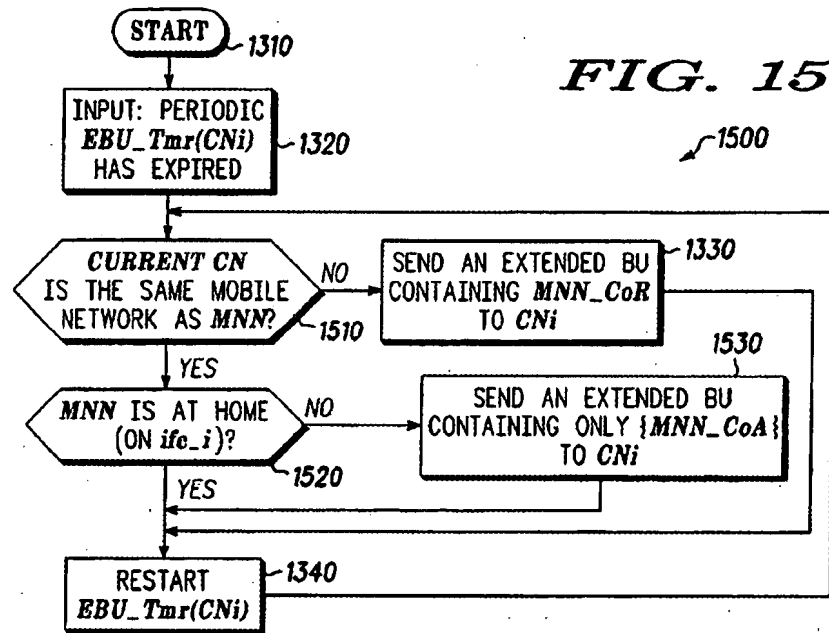 START
1310
FIG. 15
INPUT: PERIODIC
EBU_Tmr(CNi)
HAS EXPIRED
1320
1500
CURRENT CN
IS THE SAME MOBILE
NETWORK AS MNN?
1510
NO
SEND AN EXTENDED BU
CONTAINING MNN_CoR
TO CNi
1330
YES
MNN IS AT HOME
(ON ifc_i)?
1520
NO
SEND AN EXTENDED BU
CONTAINING ONLY {MNN_CoA}
TO CNi
1530
YES
RESTART
EBU_Tmr(CNi)
1340